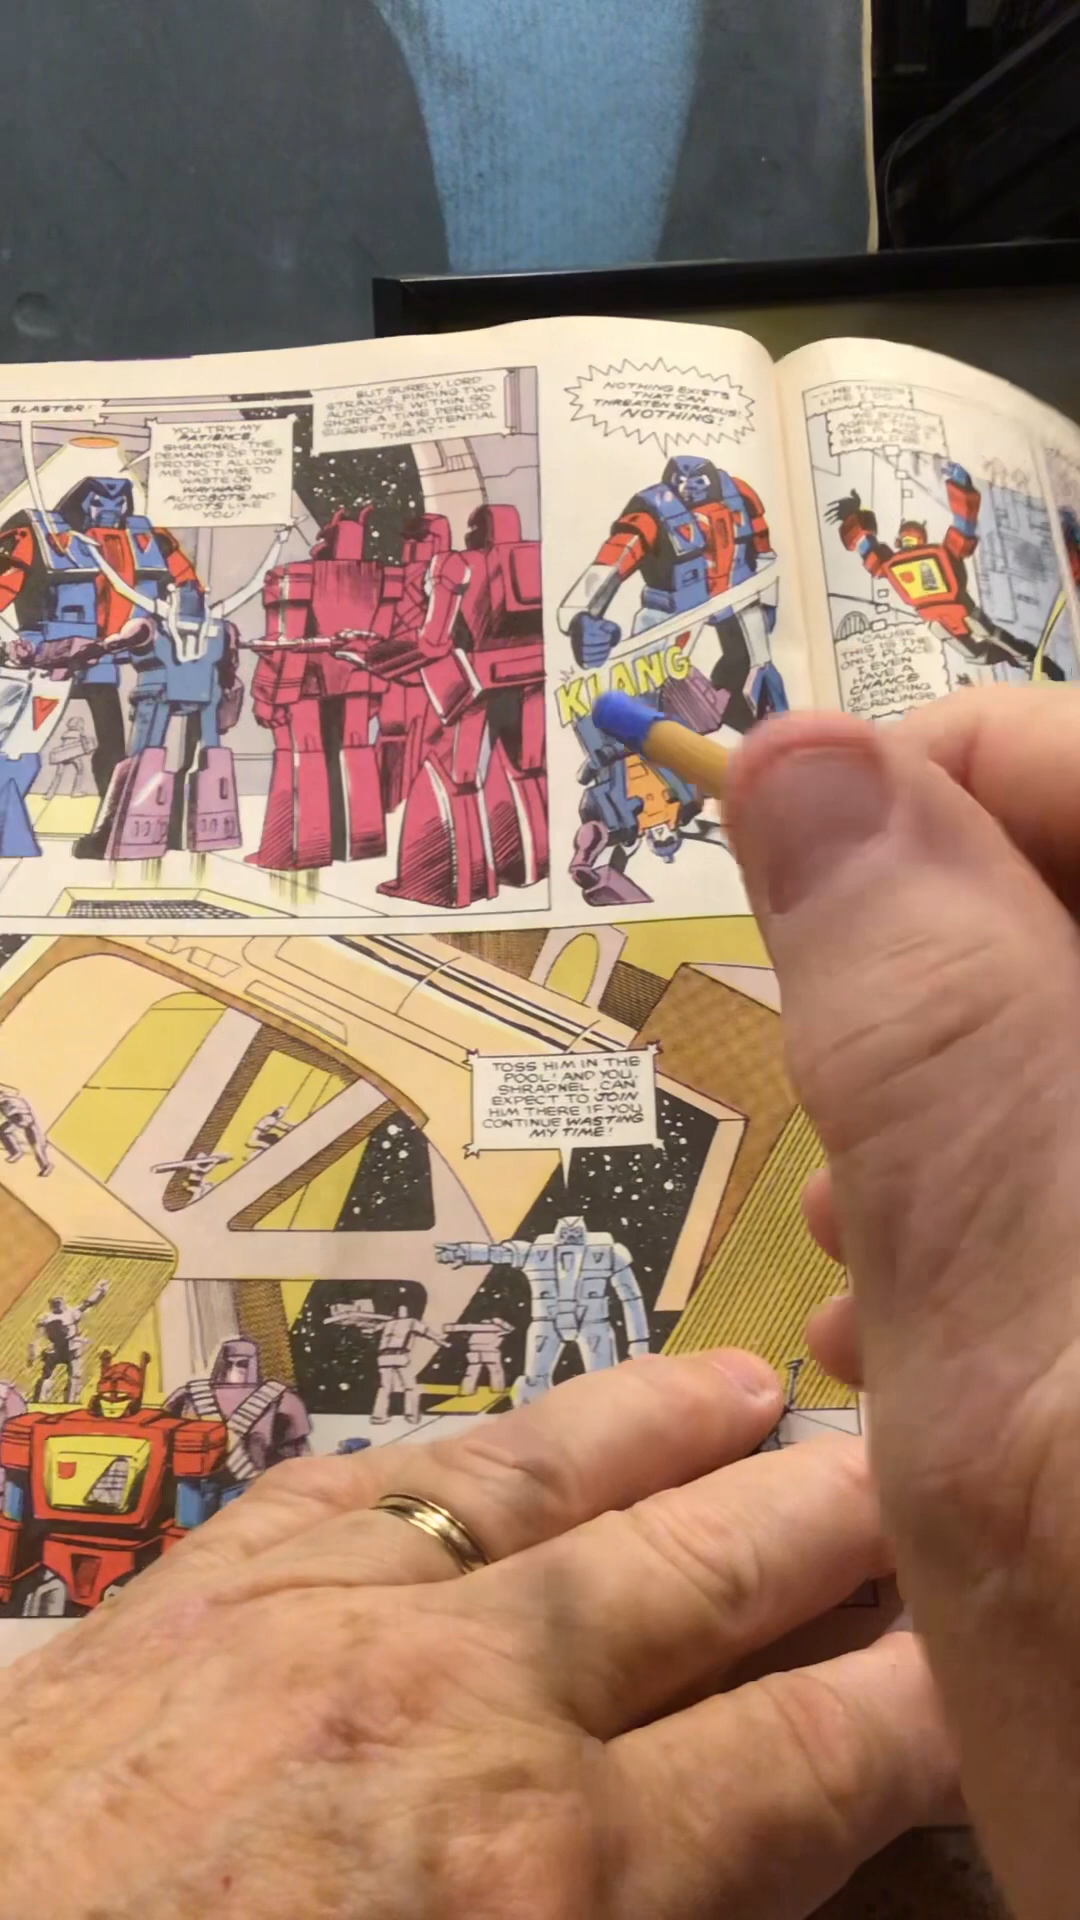 BLASTER!
YOU TRY MY
PATIENCE,
SHRAPNEL! THE
DEMANDS OF THIS
PROJECT ALLOW
ME NO TIME TO
WASTE ON
WAYWARD
AUTOBOTS AND
IDIOTS LIKE
YOU!
BUT SURELY, LORD
STRAXUS, FINDING TWO
AUTOBOTS WITHIN SO
SHORT A TIME PERIOD
SUGGESTS A POTENTIAL
THREAT--
NOTHING EXISTS
THAT CAN
THREATEN STRAXUS!
NOTHING!
KLANG
TOSS HIM IN THE
POOL! AND YOU,
SHRAPNEL, CAN
EXPECT TO JOIN
HIM THERE IF YOU
CONTINUE WASTING
MY TIME!
'CAUSE
THIS IS THE
ONLY PLACE
I EVEN
HAVE A
CHANCE
OF FINDING
SCROUNGE